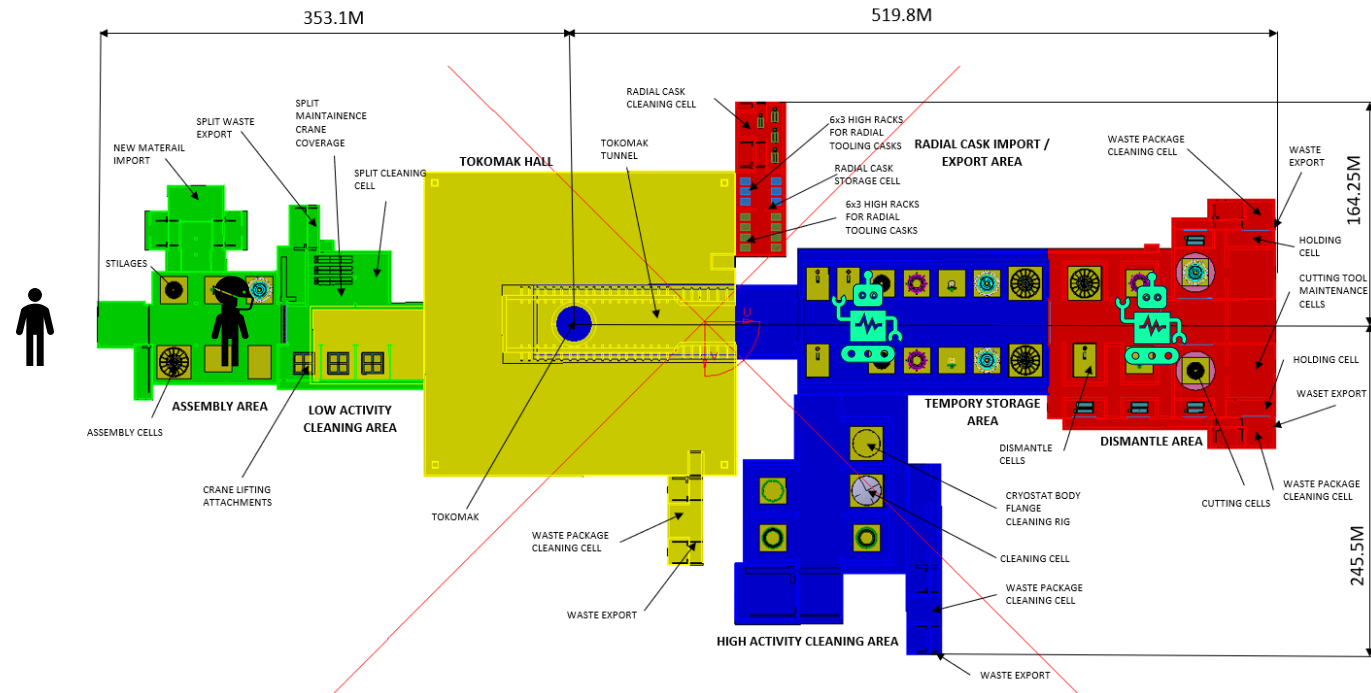 353.1M
519.8M
RADIAL CASK
CLEANING CELL
SPLIT
MAINTAINENCE
CRANE
COVERAGE
SPLIT WASTE
EXPORT
NEW MATERAIL
IMPORT
TOKOMAK HALL
TOKOMAK
TUNNEL
6x3 HIGH RACKS
FOR RADIAL
TOOLING CASKS
RADIAL CASK IMPORT /
EXPORT AREA
WASTE PACKAGE
CLEANING CELL
WASTE
EXPORT
SPLIT CLEANING
CELL
RADIAL CASK
STORAGE CELL
6x3 HIGH RACKS
FOR RADIAL
TOOLING CASKS
164.25M
STILAGES
HOLDING
CELL
CUTTING TOOL
MAINTENANCE
CELLS
U
HOLDING CELL
WASET EXPORT
ASSEMBLY AREA
LOW ACTIVITY
CLEANING AREA
TEMPORY STORAGE
AREA
DISMANTLE AREA
ASSEMBLY CELLS
DISMANTLE
CELLS
WASTE PACKAGE
CLEANING CELL
CUTTING CELLS
CRANE LIFTING
ATTACHMENTS
TOKOMAK
CRYOSTAT BODY
FLANGE
CLEANING RIG
WASTE PACKAGE
CLEANING CELL
CLEANING CELL
245.5M
WASTE EXPORT
WASTE PACKAGE
CLEANING CELL
HIGH ACTIVITY CLEANING AREA
WASTE EXPORT